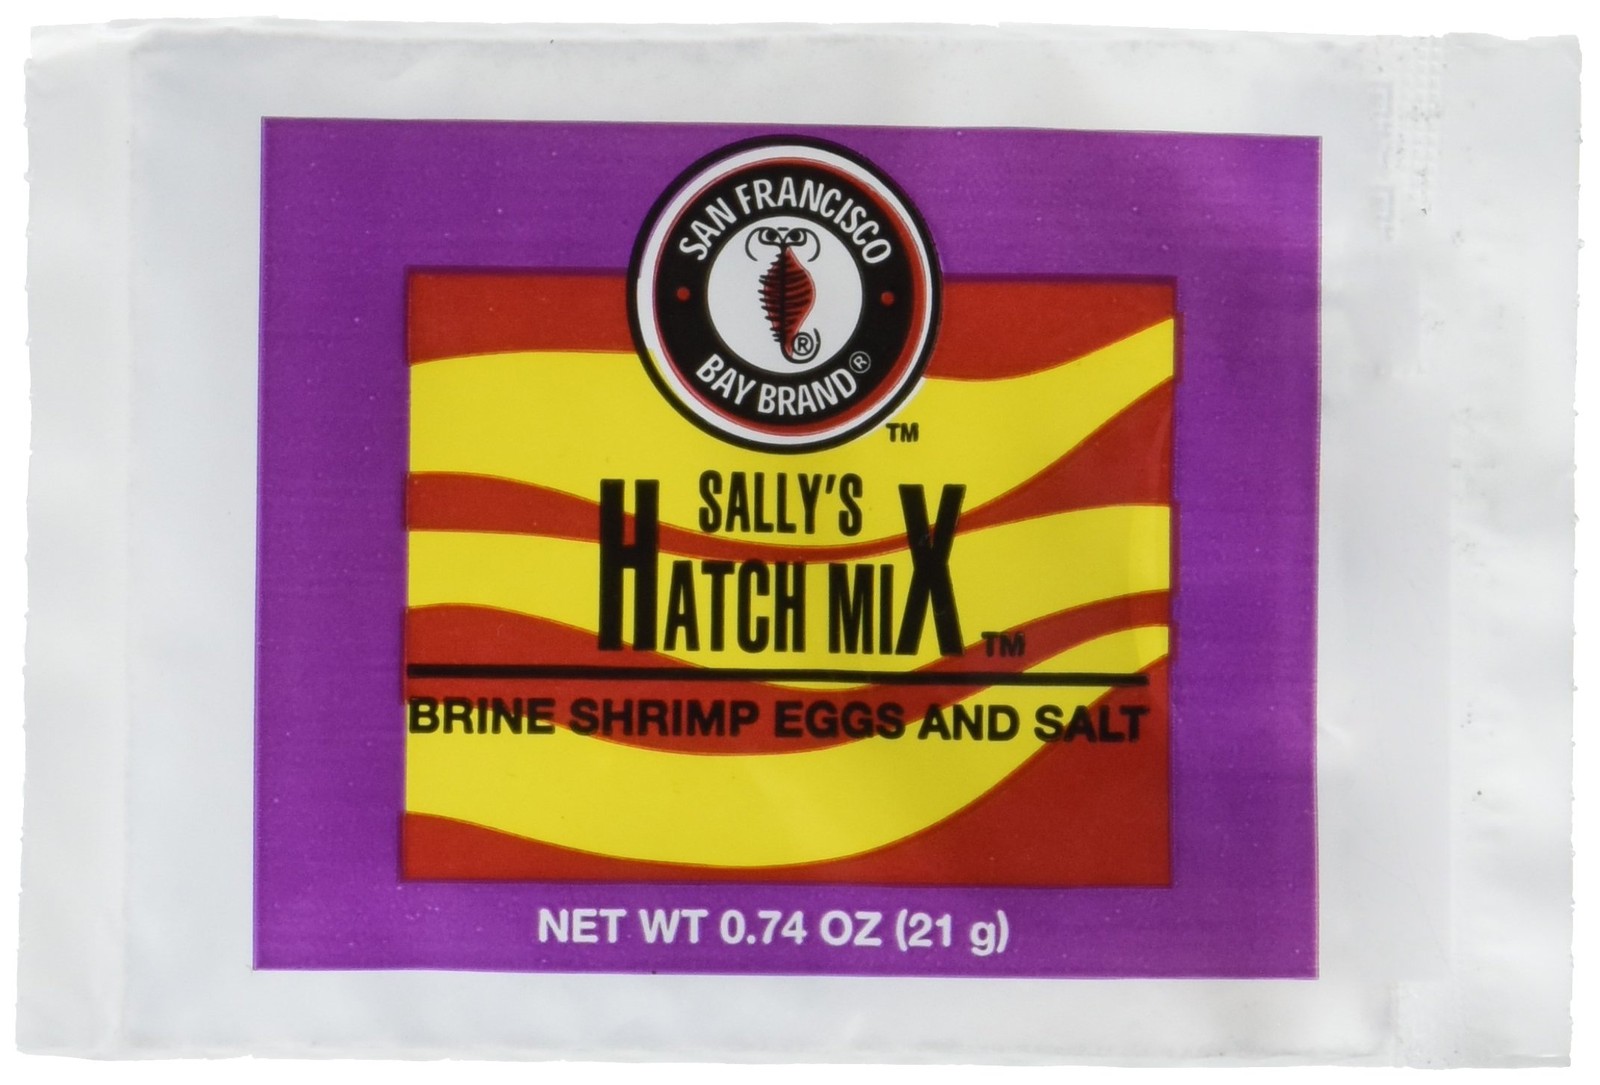 SAN FRANCISCO
®
BAY BRAND®
TM
SALLY'S
HATCH MIX TM
BRINE SHRIMP EGGS AND SALT
NET WT 0.74 OZ (21 g)